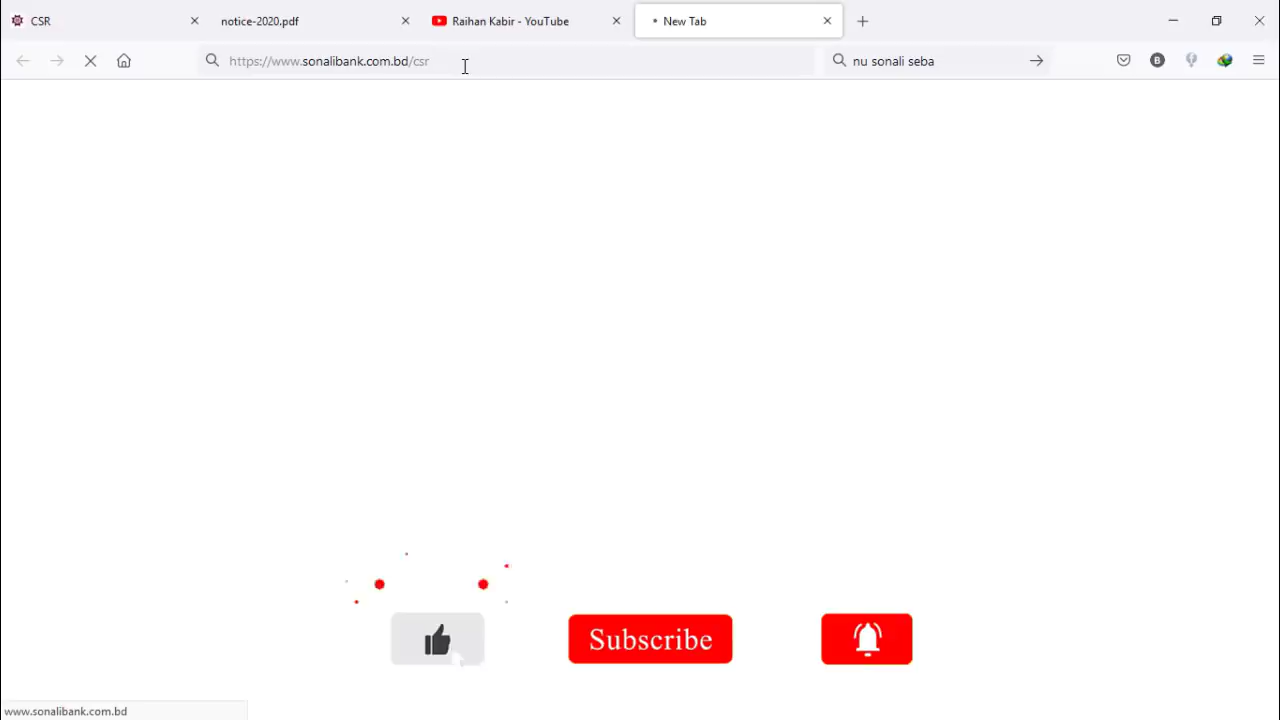 CSR
notice-2020.pdf
Raihan Kabir - YouTube
New Tab
https://www.sonalibank.com.bd/csr
nu sonali seba
B
Subscribe
www.sonalibank.com.bd